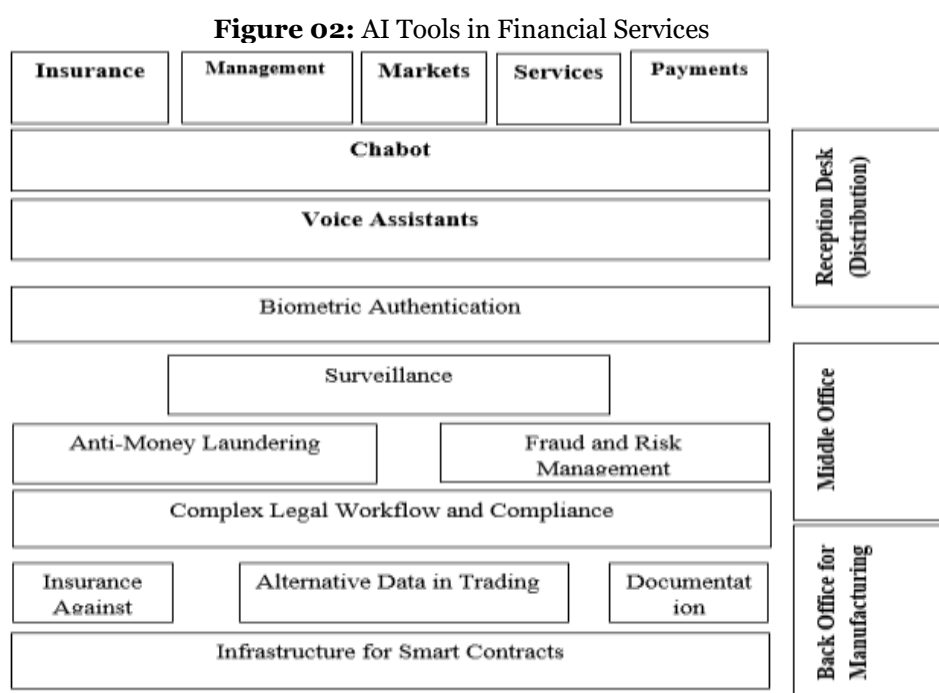 Figure 02: AI Tools in Financial Services
Insurance
Management
Markets
Services
Payments
Chabot
Voice Assistants
Reception Desk
(Distribution)
Biometric Authentication
Surveillance
Anti-Money Laundering
Fraud and Risk
Management
Middle Office
Complex Legal Workflow and Compliance
Insurance
Against
Alternative Data in Trading
Documentat
ion
Infrastructure for Smart Contracts
Back Office for
Manufacturing